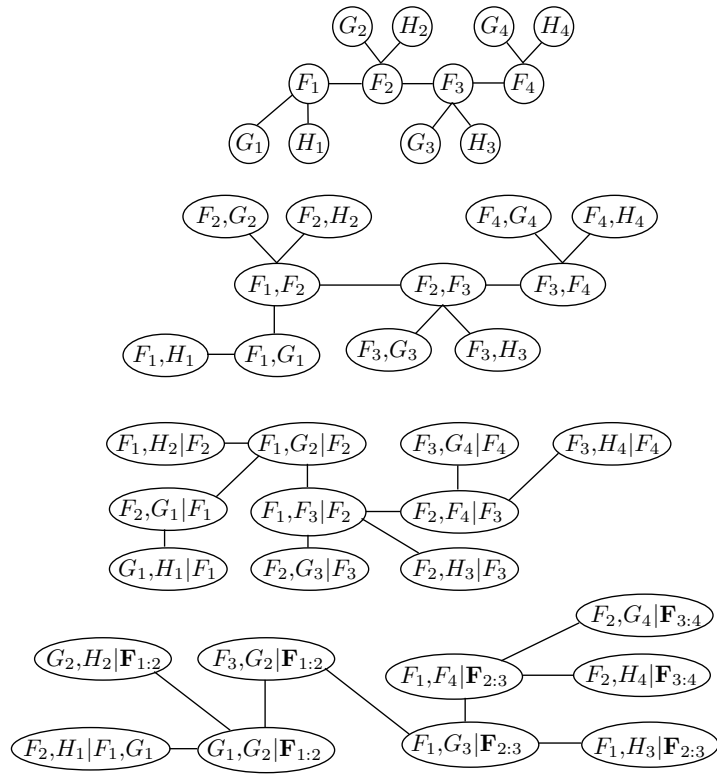 G₂ H₂ G₄ H₄
F₁ F₂ F₃ F₄
G₁ H₁ G₃ H₃
F₂,G₂ F₂,H₂ F₄,G₄ F₄,H₄
F₁,F₂ F₂,F₃ F₃,F₄
F₁,H₁ F₁,G₁ F₃,G₃ F₃,H₃
F₁,H₂|F₂ F₁,G₂|F₂ F₃,G₄|F₄ F₃,H₄|F₄
F₂,G₁|F₁ F₁,F₃|F₂ F₂,F₄|F₃
G₁,H₁|F₁ F₂,G₃|F₃ F₂,H₃|F₃
F₂,G₄|F₃:₄
G₂,H₂|F₁:₂ F₃,G₂|F₁:₂ F₁,F₄|F₂:₃ F₂,H₄|F₃:₄
F₂,H₁|F₁,G₁ G₁,G₂|F₁:₂ F₁,G₃|F₂:₃ F₁,H₃|F₂:₃